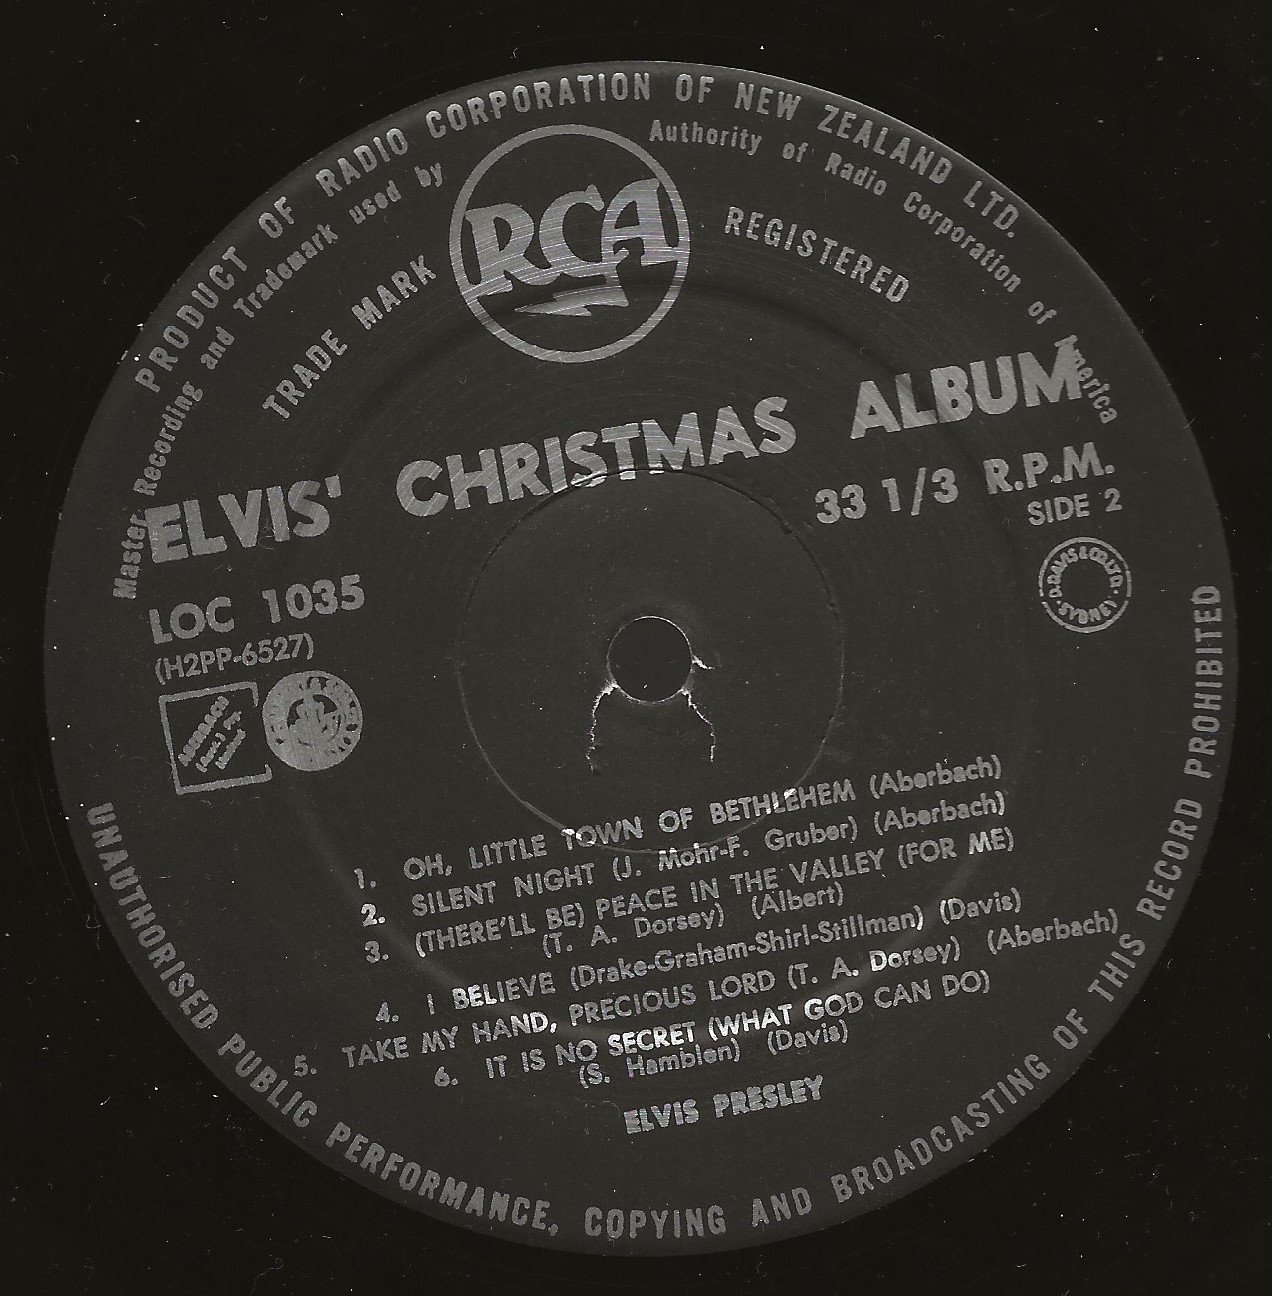 PRODUCT OF RADIO CORPORATION OF NEW ZEALAND LTD.
Master Recording and Trademark used by Authority of Radio Corporation of America
TRADE MARK RCA REGISTERED
ELVIS' CHRISTMAS ALBUM
33 1/3 R.P.M.
SIDE 2
D. DAVIS & CO. LTD. · SYDNEY ·
LOC 1035
(H2PP-6527)
1. OH, LITTLE TOWN OF BETHLEHEM (Aberbach)
2. SILENT NIGHT (J. Mohr-F. Gruber) (Aberbach)
3. (THERE'LL BE) PEACE IN THE VALLEY (FOR ME)
(T. A. Dorsey) (Albert)
4. I BELIEVE (Drake-Graham-Shirl-Stillman) (Davis)
5. TAKE MY HAND, PRECIOUS LORD (T. A. Dorsey) (Aberbach)
6. IT IS NO SECRET (WHAT GOD CAN DO)
(S. Hamblen) (Davis)
ELVIS PRESLEY
UNAUTHORISED PUBLIC PERFORMANCE, COPYING AND BROADCASTING OF THIS RECORD PROHIBITED